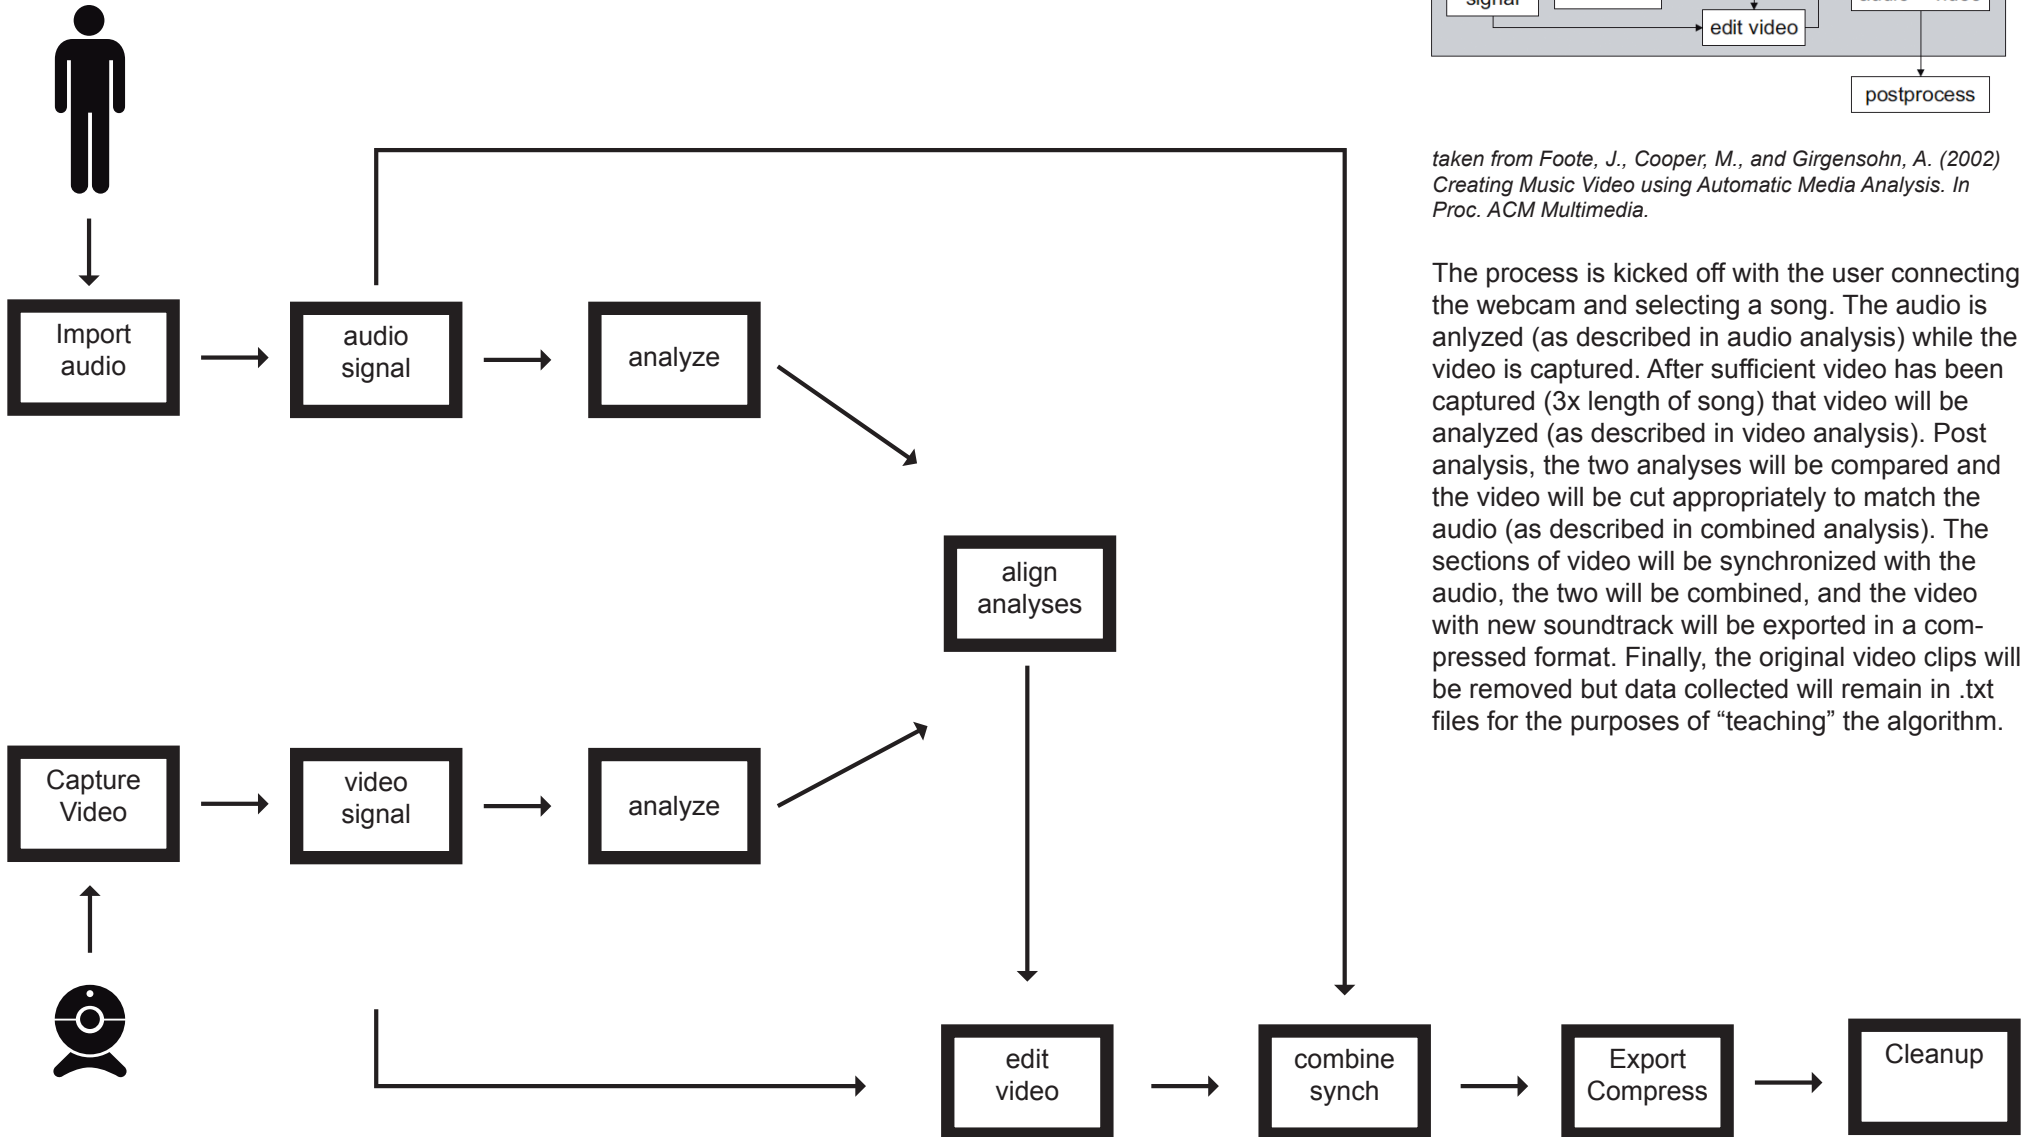 edit video
postprocess
taken from Foote, J., Cooper, M., and Girgensohn, A. (2002)
Creating Music Video using Automatic Media Analysis. In
Proc. ACM Multimedia.
The process is kicked off with the user connecting
the webcam and selecting a song. The audio is
anlyzed (as described in audio analysis) while the
video is captured. After sufficient video has been
captured (3x length of song) that video will be
analyzed (as described in video analysis). Post
analysis, the two analyses will be compared and
the video will be cut appropriately to match the
audio (as described in combined analysis). The
sections of video will be synchronized with the
audio, the two will be combined, and the video
with new soundtrack will be exported in a com-
pressed format. Finally, the original video clips will
be removed but data collected will remain in .txt
files for the purposes of “teaching” the algorithm.
Import
audio
audio
signal
analyze
align
analyses
Capture
Video
video
signal
analyze
edit
video
combine
synch
Export
Compress
Cleanup